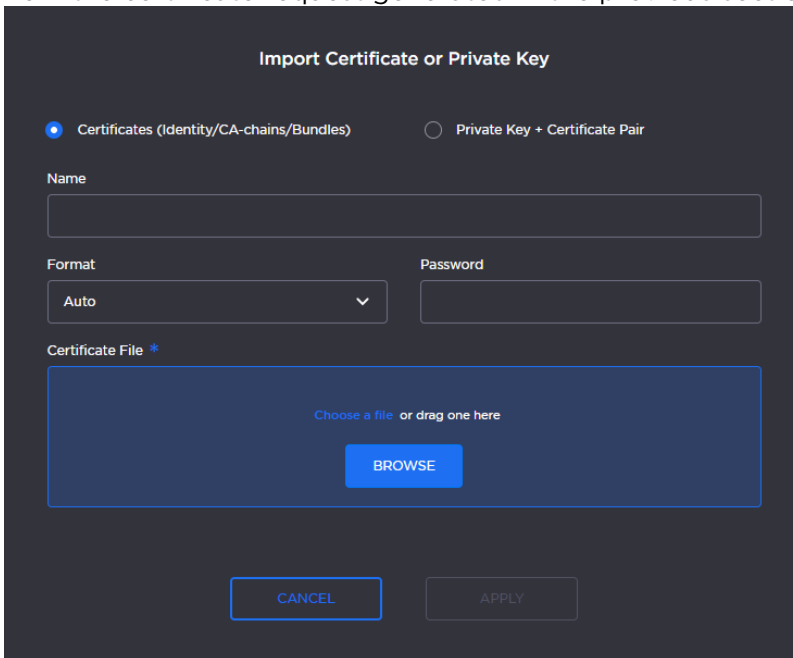 Import Certificate or Private Key
Certificates (Identity/CA-chains/Bundles) Private Key + Certificate Pair
Name
Format Password
Auto
Certificate File *
Choose a file or drag one here
BROWSE
CANCEL APPLY